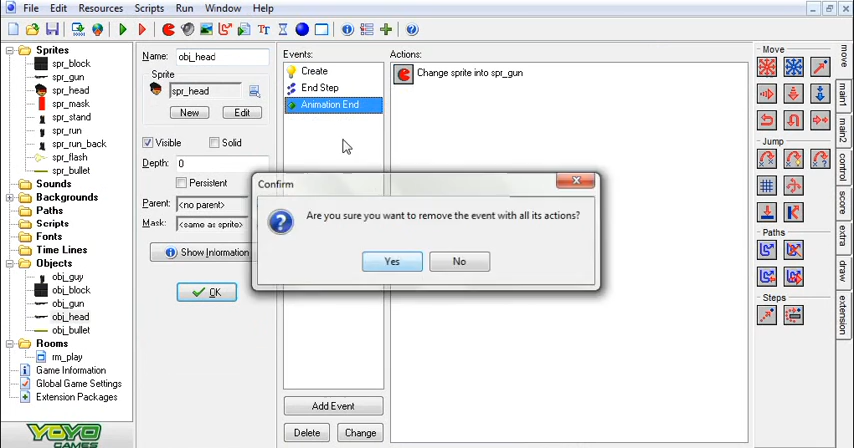 File Edit Resources Scripts Run Window Help
Sprites
spr_block
spr_gun
spr_head
spr_mask
spr_stand
spr_run
spr_run_back
spr_flash
spr_bullet
Sounds
Backgrounds
Paths
Scripts
Fonts
Time Lines
Objects
obj_guy
obj_block
obj_gun
obj_head
obj_bullet
Rooms
rm_play
Game Information
Global Game Settings
Extension Packages
YOYO
GAMES
Name: obj_head
Sprite
spr_head
New Edit
Visible Solid
Depth: 0
Persistent
Parent: <no parent>
Mask: <same as sprite>
Show Information
OK
Events:
Create
End Step
Animation End
Add Event
Delete Change
Actions:
Change sprite into spr_gun
Confirm
Are you sure you want to remove the event with all its actions?
Yes No
Move
Jump
Paths
Steps
move
main1
main2
control
score
extra
draw
extension